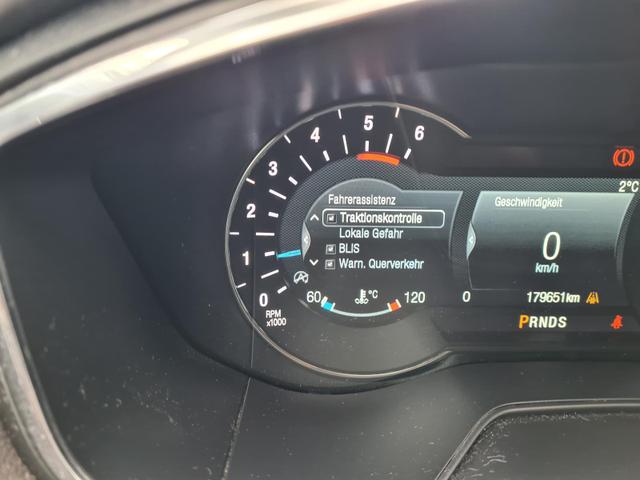 6
5
4
3
2
1
0
RPM
x1000
Fahrerassistenz
Traktionskontrolle
Lokale Gefahr
BLIS
Warn. Querverkehr
60 °C 120
2°C
Geschwindigkeit
0
km/h
0 179651km
PRNDS